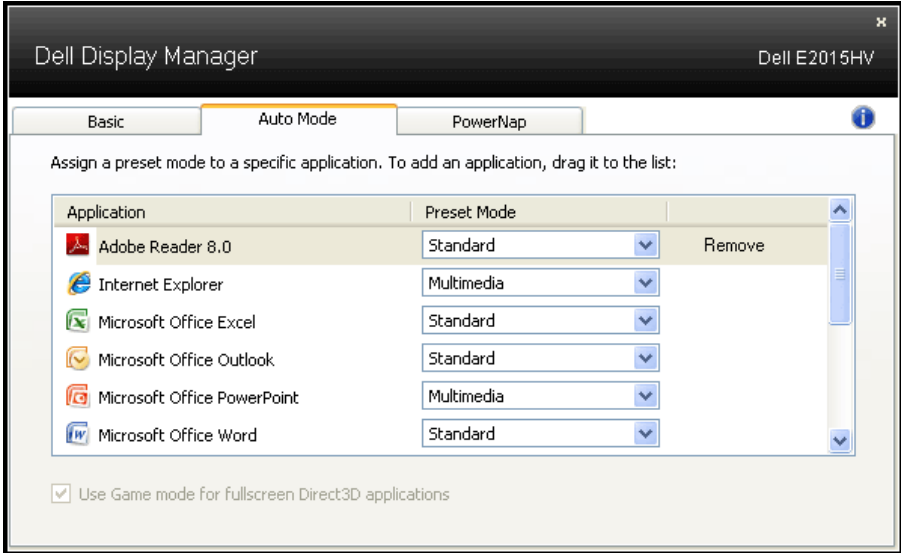 Dell Display Manager
Dell E2015HV
Basic
Auto Mode
PowerNap
Assign a preset mode to a specific application. To add an application, drag it to the list:
Application Preset Mode
Adobe Reader 8.0 Standard Remove
Internet Explorer Multimedia
Microsoft Office Excel Standard
Microsoft Office Outlook Standard
Microsoft Office PowerPoint Multimedia
Microsoft Office Word Standard
Use Game mode for fullscreen Direct3D applications